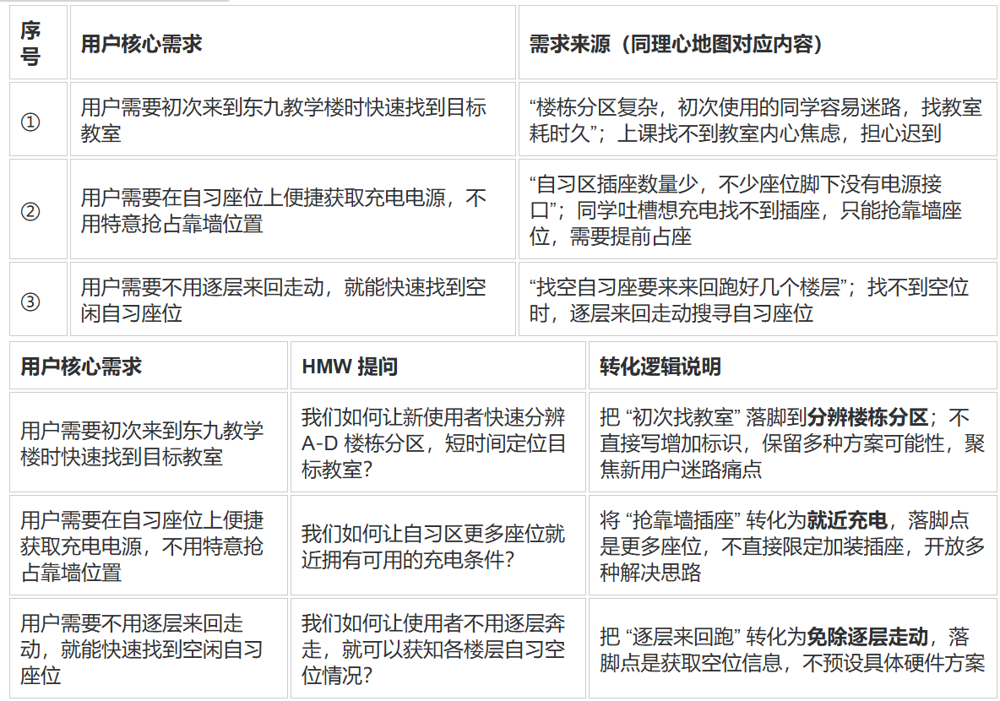 序
号
用户核心需求
需求来源（同理心地图对应内容）
①
用户需要初次来到东九教学楼时快速找到目标
教室
“楼栋分区复杂，初次使用的同学容易迷路，找教室
耗时久”；上课找不到教室内心焦虑，担心迟到
②
用户需要在自习座位上便捷获取充电电源，不
用特意抢占靠墙位置
“自习区插座数量少，不少座位脚下没有电源接
口”；同学吐槽想充电找不到插座，只能抢靠墙座
位，需要提前占座
③
用户需要不用逐层来回走动，就能快速找到空
闲自习座位
“找空自习座要来来回跑好几个楼层”；找不到空位
时，逐层来回走动搜寻自习座位
用户核心需求
HMW 提问
转化逻辑说明
用户需要初次来到东九教学
楼时快速找到目标教室
我们如何让新使用者快速分辨
A-D 楼栋分区，短时间定位目
标教室？
把 “初次找教室” 落脚到分辨楼栋分区；不
直接写增加标识，保留多种方案可能性，聚
焦新用户迷路痛点
用户需要在自习座位上便捷
获取充电电源，不用特意抢
占靠墙位置
我们如何让自习区更多座位就
近拥有可用的充电条件？
将 “抢靠墙插座” 转化为就近充电，落脚点
是更多座位，不直接限定加装插座，开放多
种解决思路
用户需要不用逐层来回走
动，就能快速找到空闲自习
座位
我们如何让使用者不用逐层奔
走，就可以获知各楼层自习空
位情况？
把 “逐层来回跑” 转化为免除逐层走动，落
脚点是获取空位信息，不预设具体硬件方案